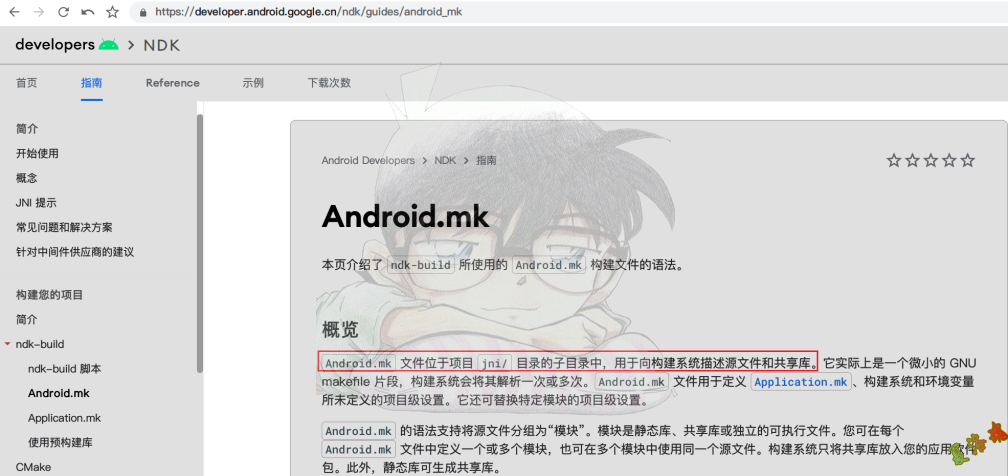 https://developer.android.google.cn/ndk/guides/android_mk
developers > NDK
首页 指南 Reference 示例 下载次数
简介
开始使用
概念
JNI 提示
常见问题和解决方案
针对中间件供应商的建议
构建您的项目
简介
ndk-build
ndk-build 脚本
Android.mk
Application.mk
使用预构建库
CMake
Android Developers > NDK > 指南
Android.mk
本页介绍了 ndk-build 所使用的 Android.mk 构建文件的语法。
概览
Android.mk 文件位于项目 jni/ 目录的子目录中，用于向构建系统描述源文件和共享库。它实际上是一个微小的 GNU
makefile 片段，构建系统会将其解析一次或多次。Android.mk 文件用于定义 Application.mk、构建系统和环境变量
所未定义的项目级设置。它还可替换特定模块的项目级设置。
Android.mk 的语法支持将源文件分组为“模块”。模块是静态库、共享库或独立的可执行文件。您可在每个
Android.mk 文件中定义一个或多个模块，也可在多个模块中使用同一个源文件。构建系统只将共享库放入您的应用软件
包。此外，静态库可生成共享库。